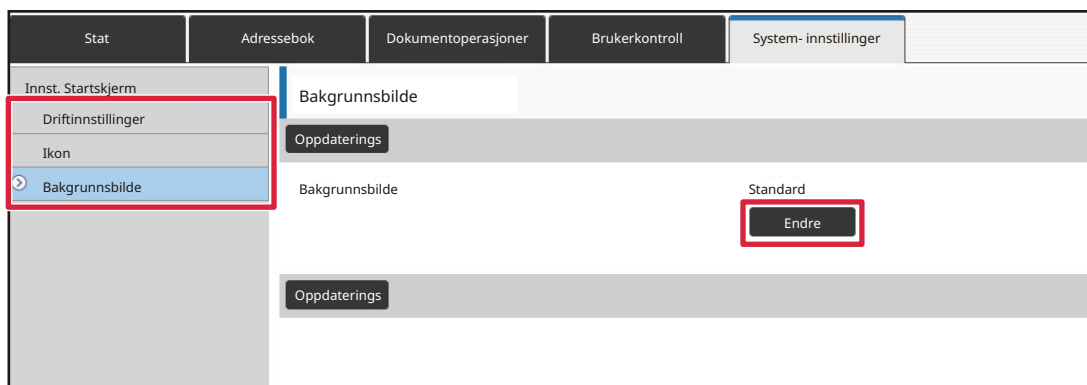 Stat Adressebok Dokumentoperasjoner Brukerkontroll System- innstillinger
Innst. Startskjerm
Driftinnstillinger
Ikon
Bakgrunnsbilde
Bakgrunnsbilde
Oppdaterings
Bakgrunnsbilde Standard
Endre
Oppdaterings